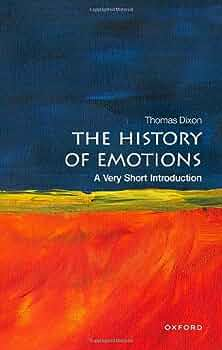 Thomas Dixon
THE HISTORY
OF EMOTIONS
A Very Short Introduction
OXFORD